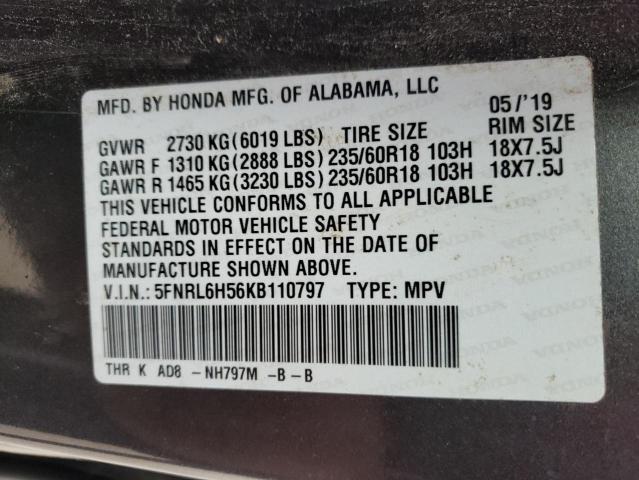 MFD. BY HONDA MFG. OF ALABAMA, LLC 05/'19
GVWR 2730 KG(6019 LBS) TIRE SIZE RIM SIZE
GAWR F 1310 KG(2888 LBS) 235/60R18 103H 18X7.5J
GAWR R 1465 KG(3230 LBS) 235/60R18 103H 18X7.5J
THIS VEHICLE CONFORMS TO ALL APPLICABLE
FEDERAL MOTOR VEHICLE SAFETY
STANDARDS IN EFFECT ON THE DATE OF
MANUFACTURE SHOWN ABOVE.
V.I.N.: 5FNRL6H56KB110797 TYPE: MPV
THR K AD8 -NH797M -B-B